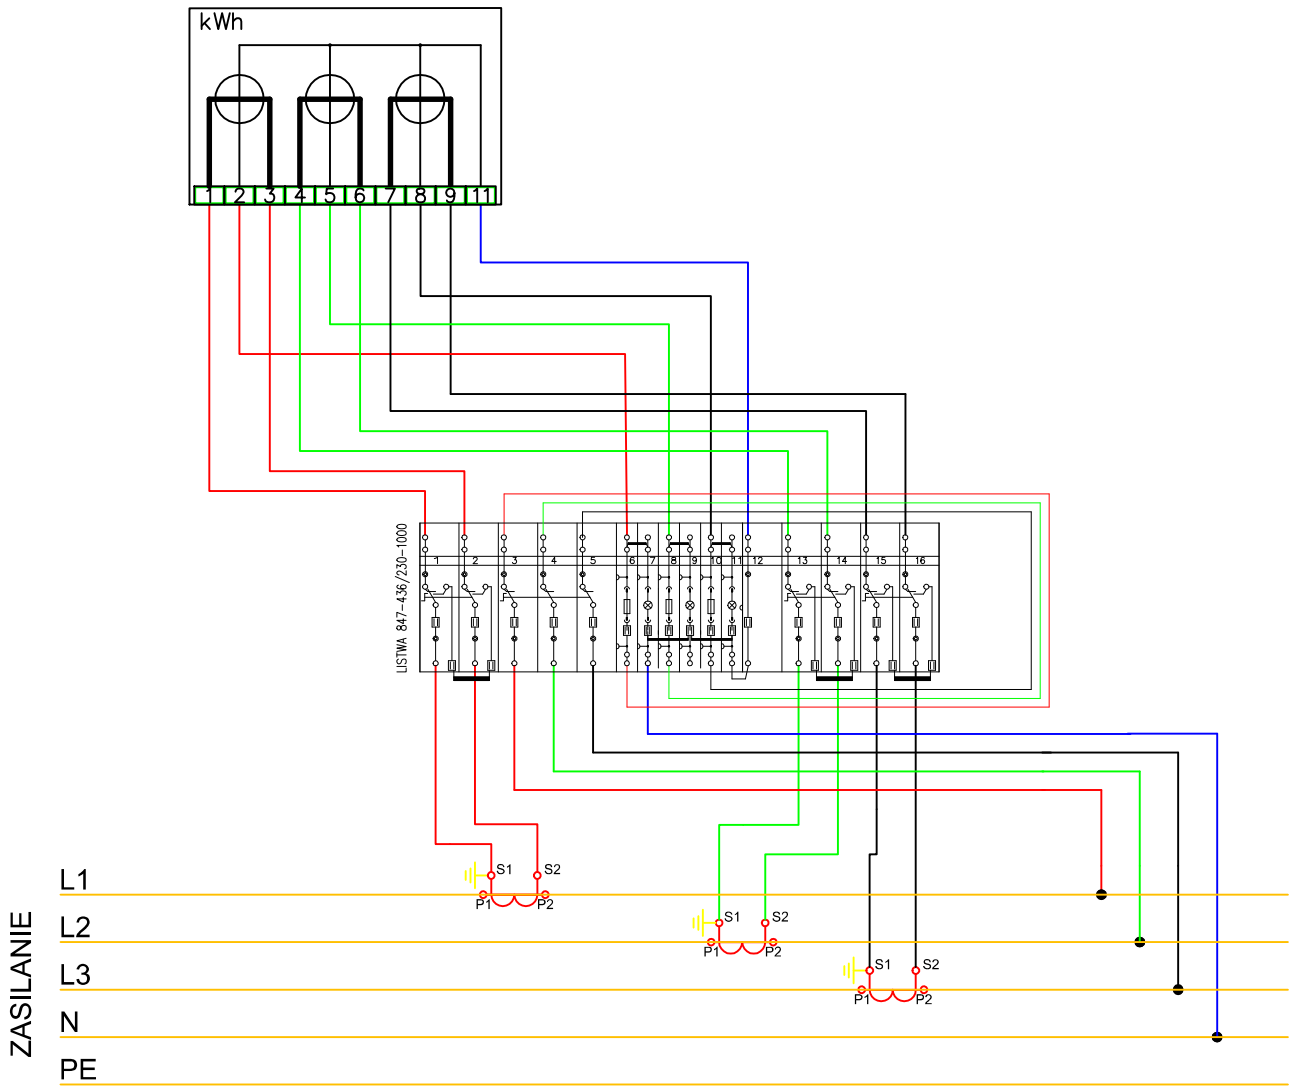 kWh
1 2 3 4 5 6 7 8 9 11
LISTWA 847-436/230-1000
1 2 3 4 5 6 7 8 9 10 11 12 13 14 15 16
S1 S2
L1
P1 P2
S1 S2
L2
P1 P2
S1 S2
L3
P1 P2
N
PE
ZASILANIE